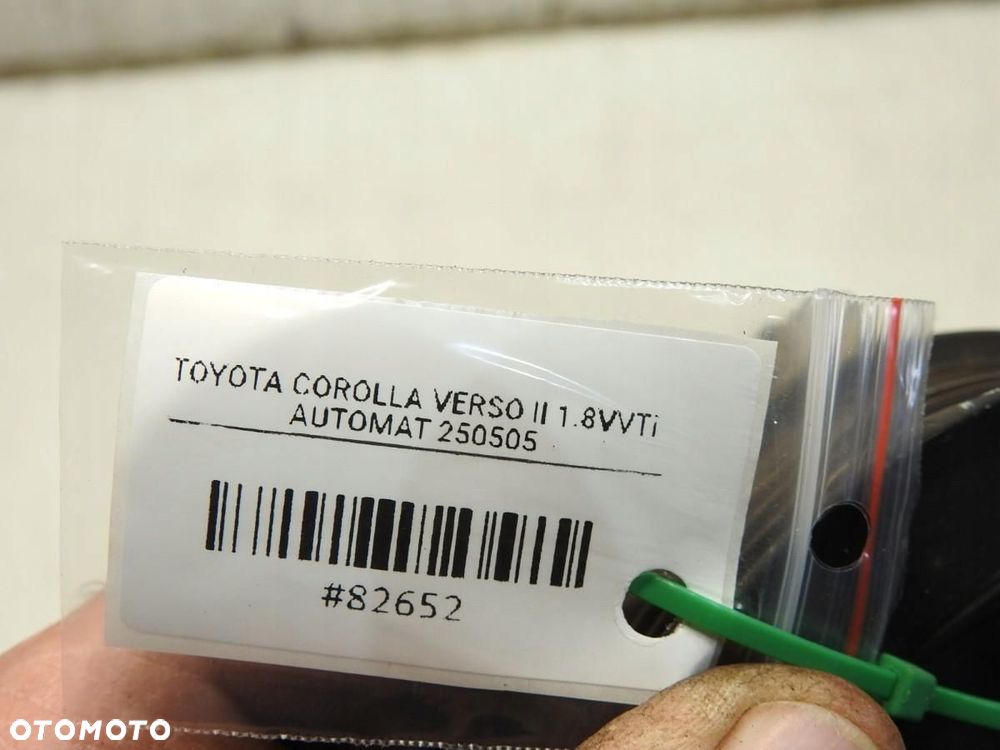 TOYOTA COROLLA VERSO II 1.8VVTi
AUTOMAT 250505
#82652
OTOMOTO